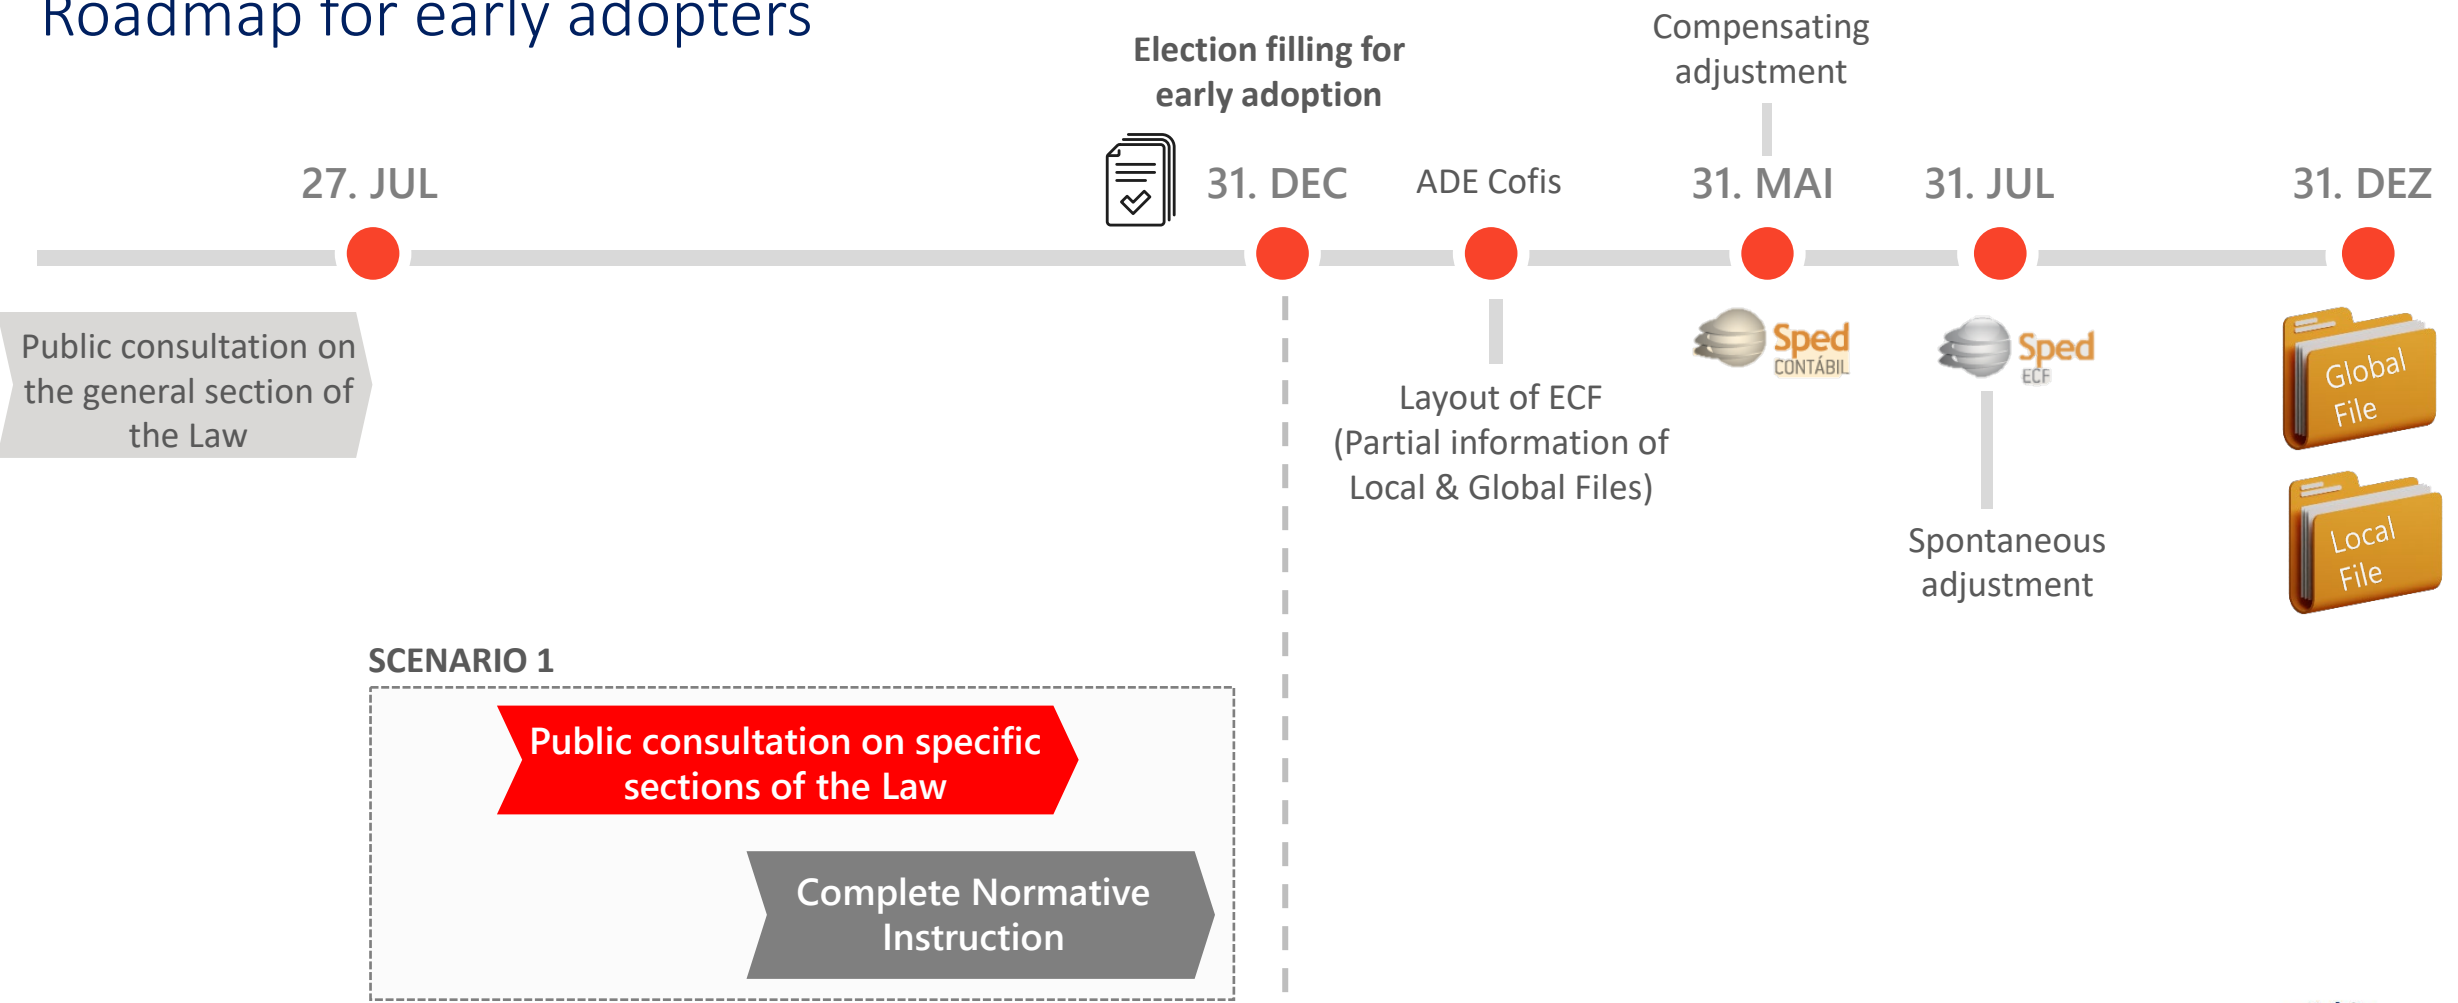 Roadmap for early adopters
Election filling for
early adoption
Compensating
adjustment
27. JUL
31. DEC
ADE Cofis
31. MAI
31. JUL
31. DEZ
Public consultation on
the general section of
the Law
Layout of ECF
(Partial information of
Local & Global Files)
Sped
CONTÁBIL
Sped
ECF
Spontaneous
adjustment
Global
File
Local
File
SCENARIO 1
Public consultation on specific
sections of the Law
Complete Normative
Instruction